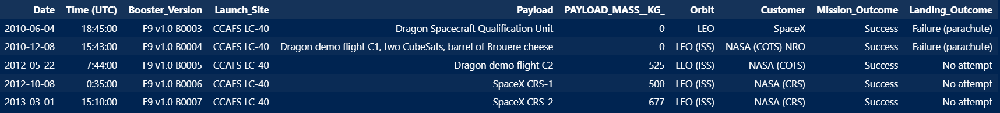 Date Time (UTC) Booster_Version Launch_Site Payload PAYLOAD_MASS__KG_ Orbit Customer Mission_Outcome Landing_Outcome
2010-06-04 18:45:00 F9 v1.0 B0003 CCAFS LC-40 Dragon Spacecraft Qualification Unit 0 LEO SpaceX Success Failure (parachute)
2010-12-08 15:43:00 F9 v1.0 B0004 CCAFS LC-40 Dragon demo flight C1, two CubeSats, barrel of Brouere cheese 0 LEO (ISS) NASA (COTS) NRO Success Failure (parachute)
2012-05-22 7:44:00 F9 v1.0 B0005 CCAFS LC-40 Dragon demo flight C2 525 LEO (ISS) NASA (COTS) Success No attempt
2012-10-08 0:35:00 F9 v1.0 B0006 CCAFS LC-40 SpaceX CRS-1 500 LEO (ISS) NASA (CRS) Success No attempt
2013-03-01 15:10:00 F9 v1.0 B0007 CCAFS LC-40 SpaceX CRS-2 677 LEO (ISS) NASA (CRS) Success No attempt